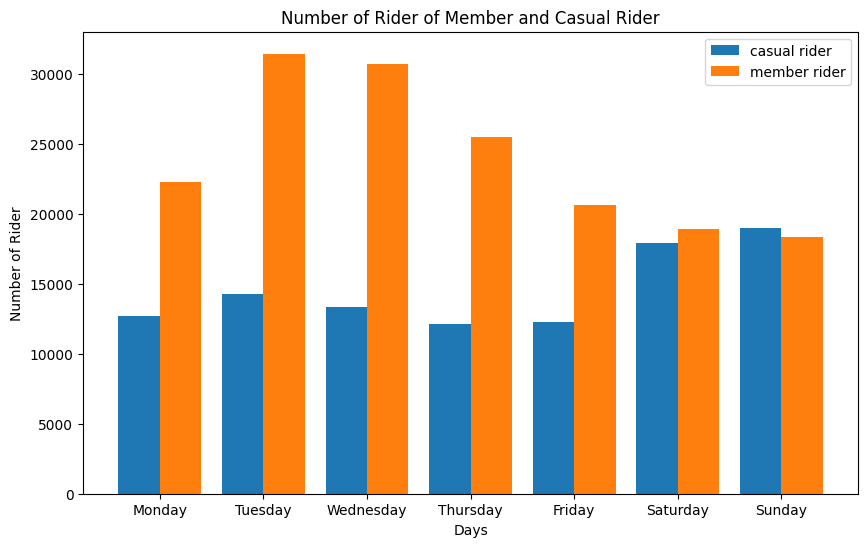 Number of Rider of Member and Casual Rider
casual rider
member rider
Number of Rider
30000
25000
20000
15000
10000
5000
0
Monday Tuesday Wednesday Thursday Friday Saturday Sunday
Days